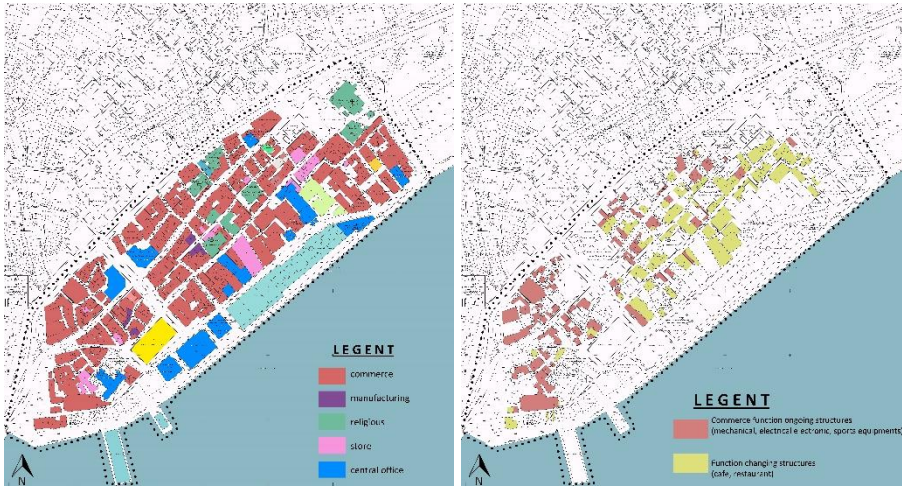 LEGENT
commerce
manufacturing
religious
store
central office
N
LEGENT
Commerce function ongoing structures
(mechanical, electrical electronic, sports equipments)
Function changing structures
(cafe, restaurant)
N